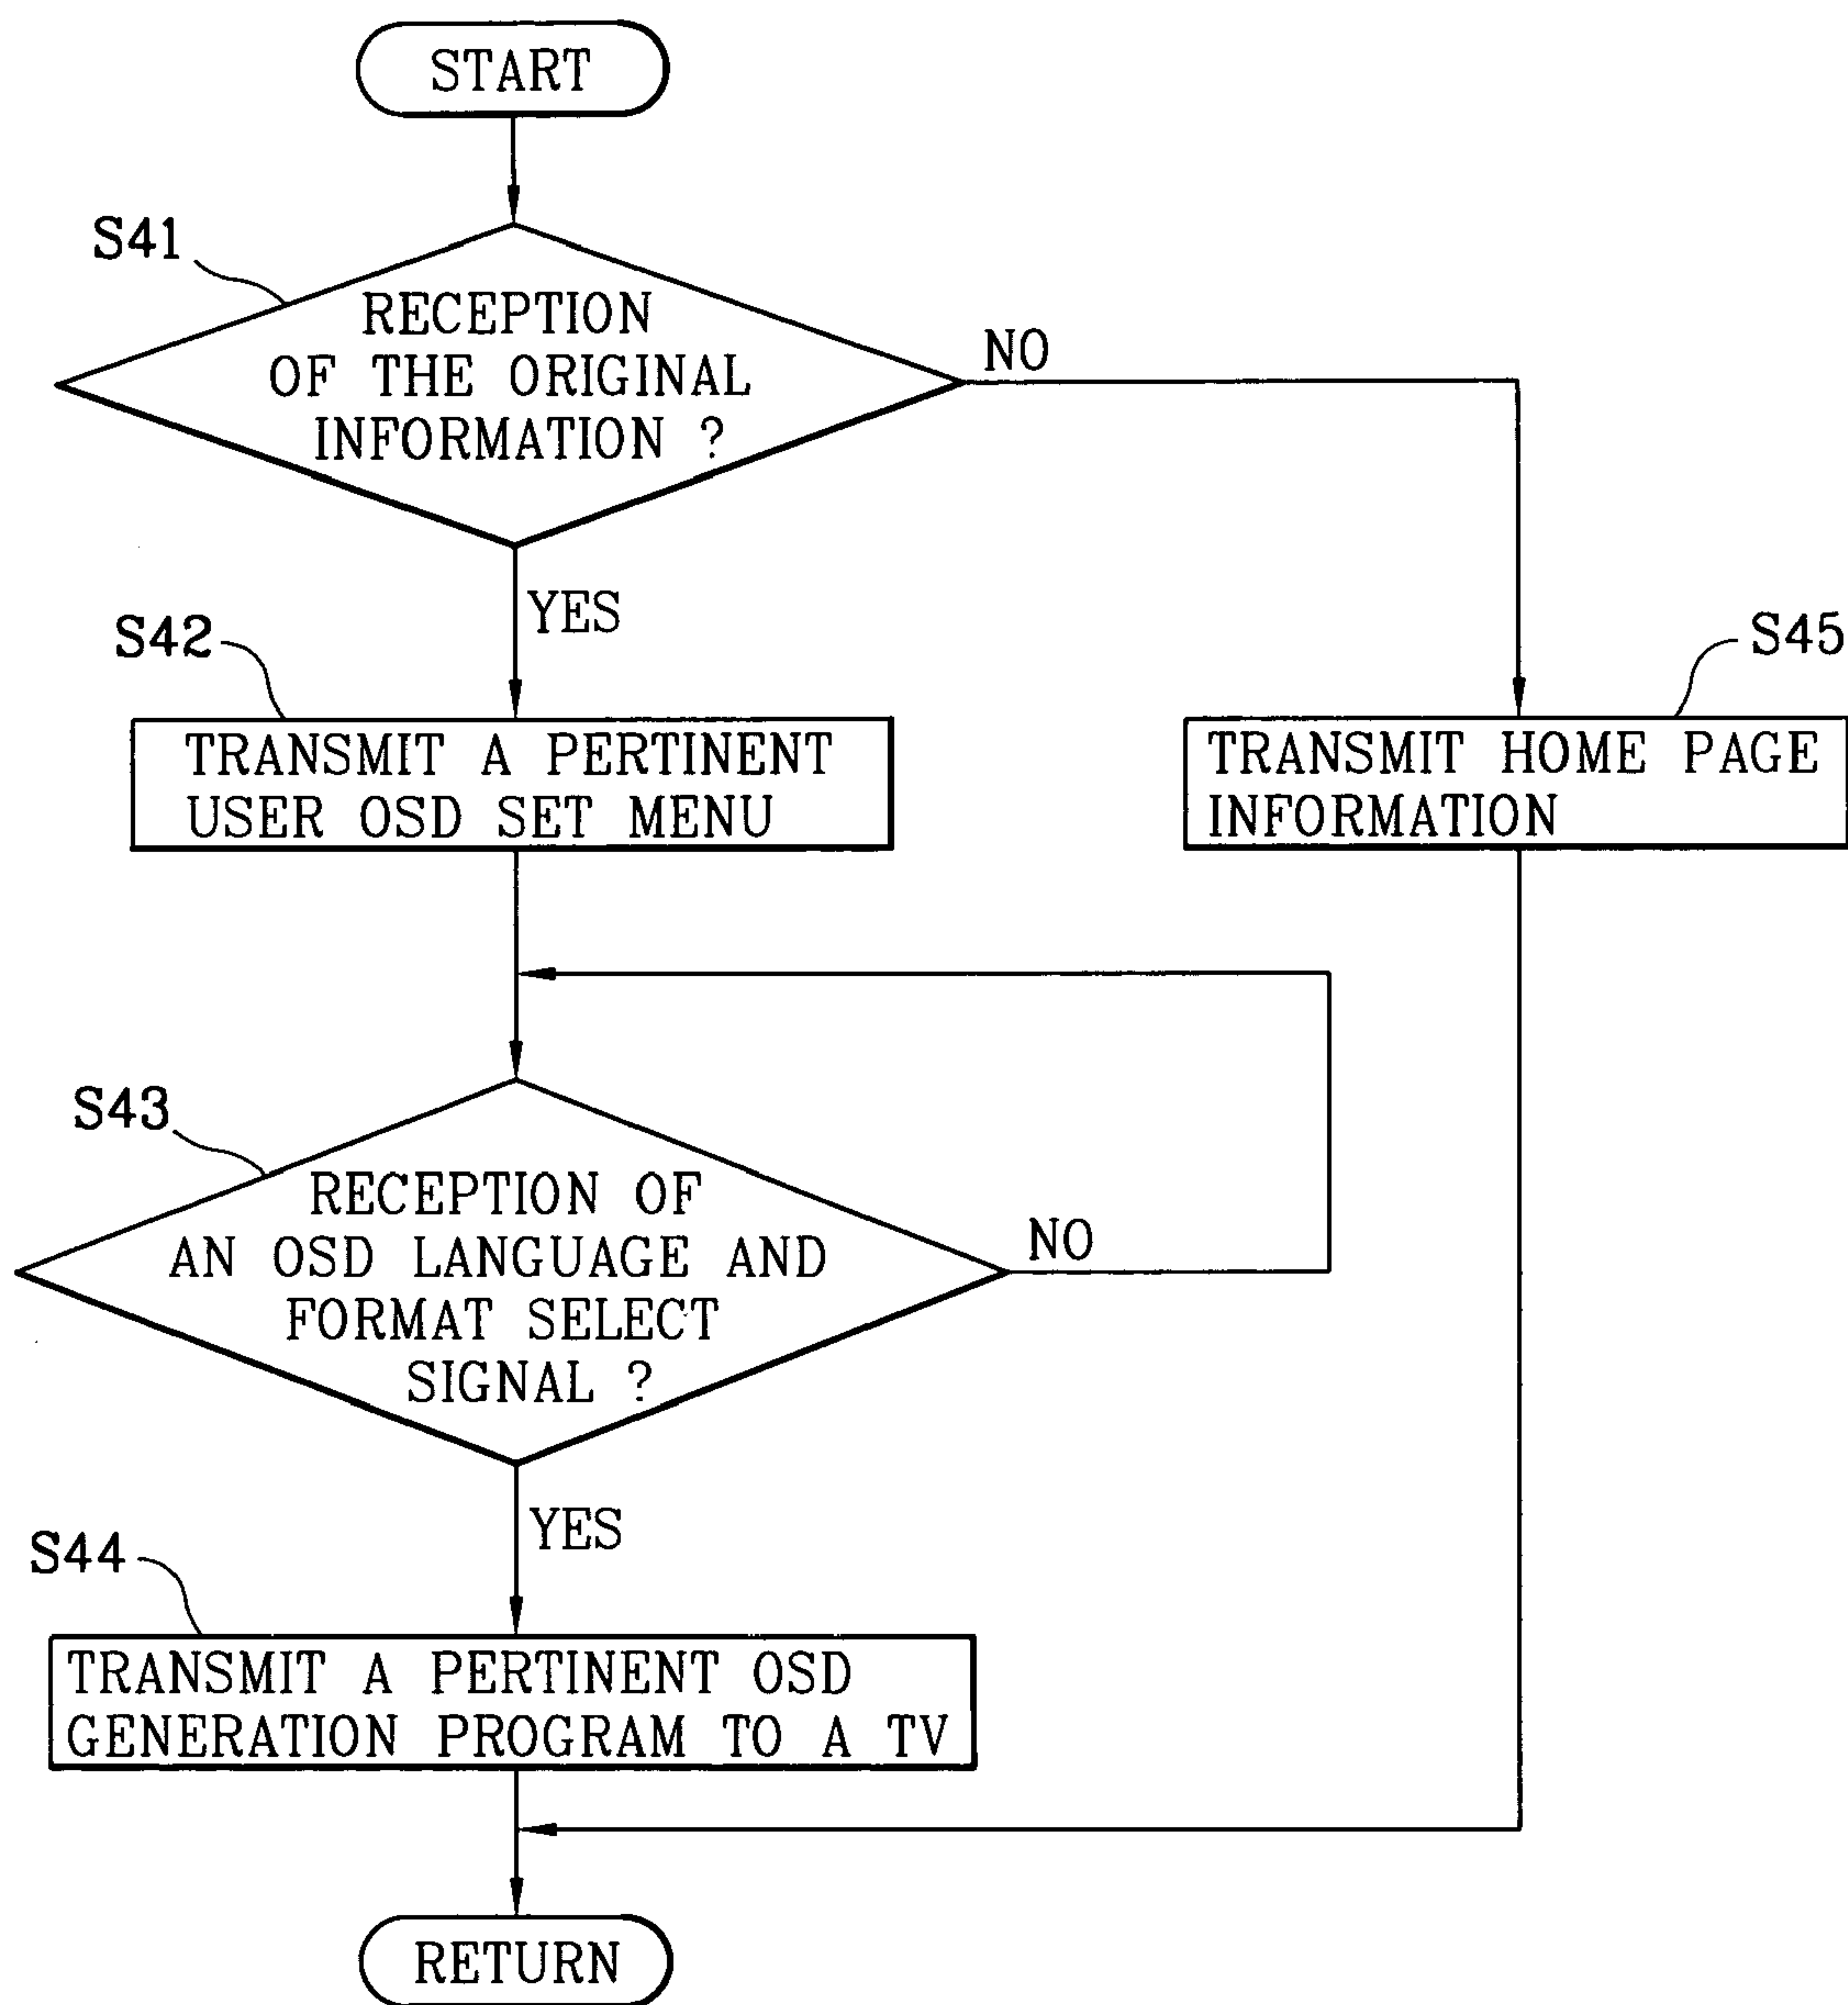 START
S41
RECEPTION
OF THE ORIGINAL
INFORMATION ?
NO
YES
S42
TRANSMIT A PERTINENT
USER OSD SET MENU
S45
TRANSMIT HOME PAGE
INFORMATION
S43
RECEPTION OF
AN OSD LANGUAGE AND
FORMAT SELECT
SIGNAL ?
NO
YES
S44
TRANSMIT A PERTINENT OSD
GENERATION PROGRAM TO A TV
RETURN